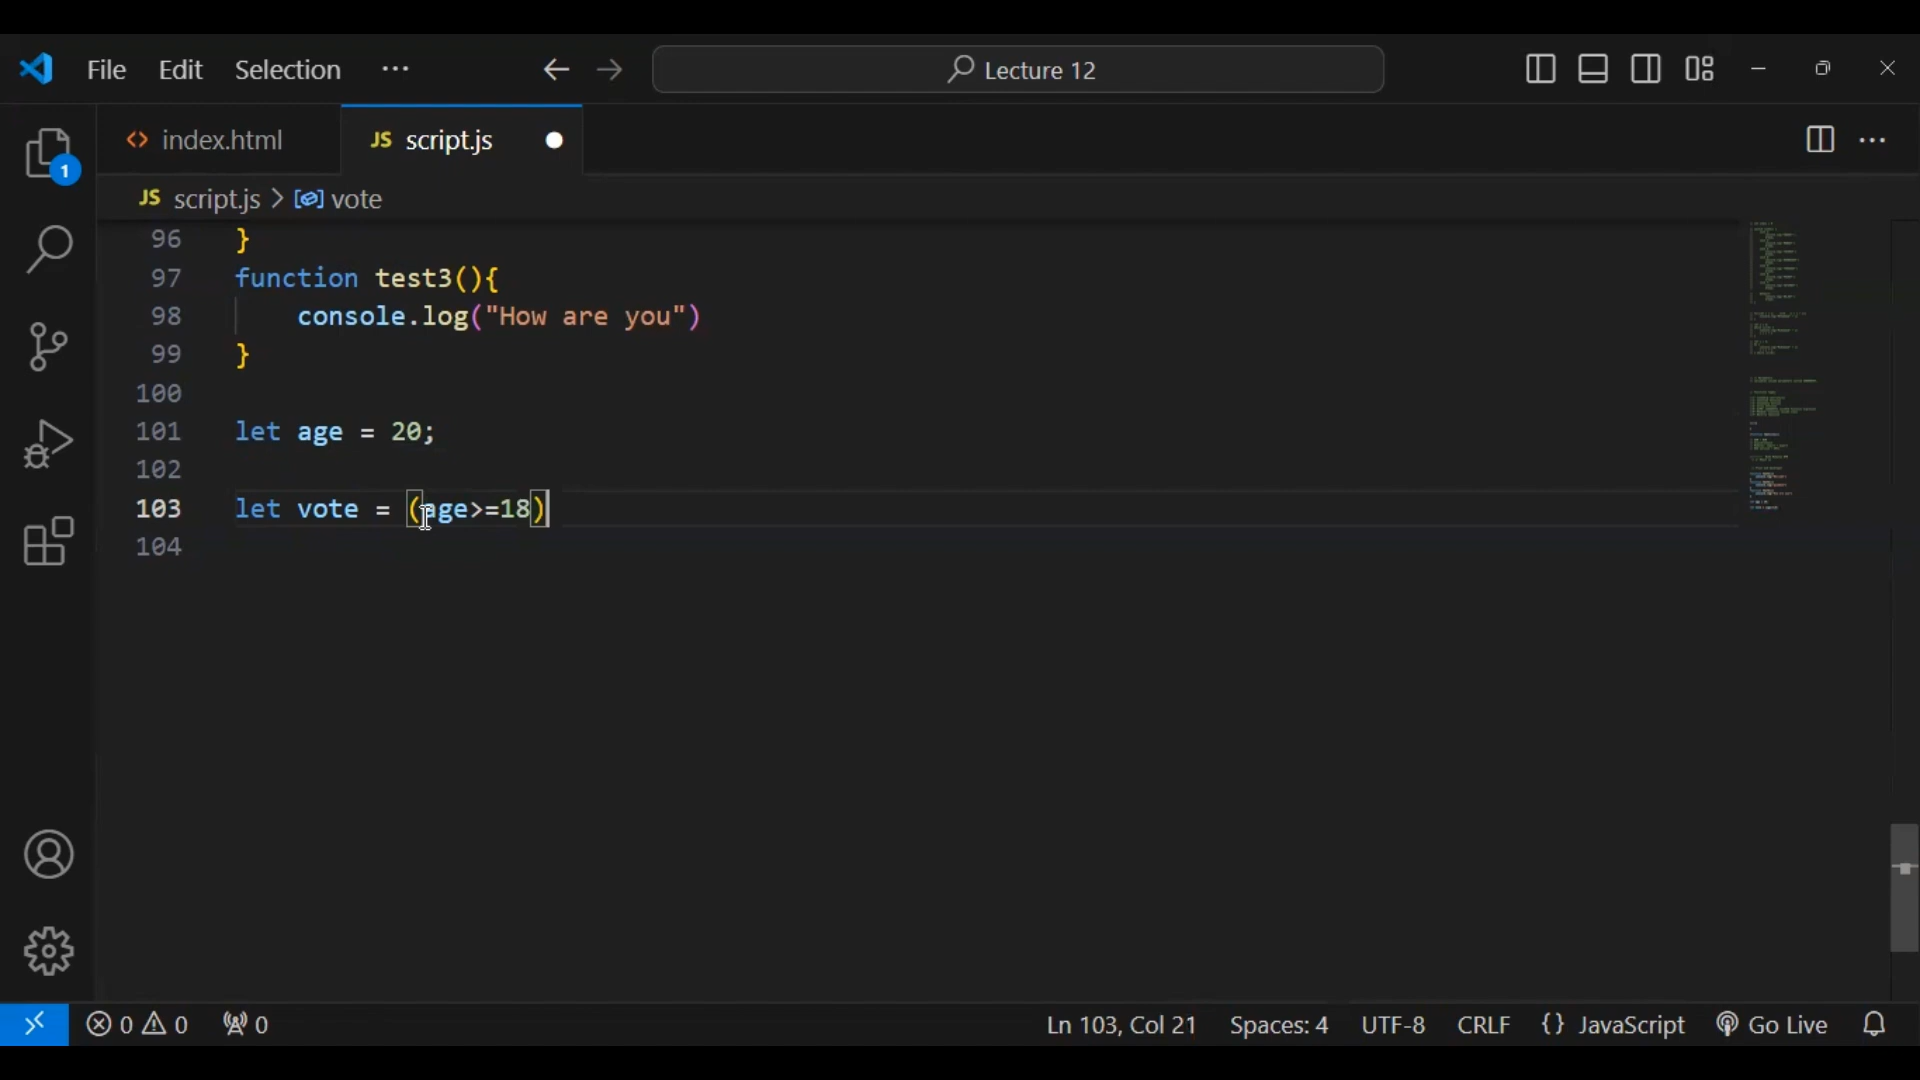 File Edit Selection ··· Lecture 12
index.html JS script.js
JS script.js > vote
96 }
97 function test3(){
98     console.log("How are you")
99 }
100
101 let age = 20;
102
103 let vote = (age>=18)
104
1
0 0 0 Ln 103, Col 21 Spaces: 4 UTF-8 CRLF {} JavaScript Go Live